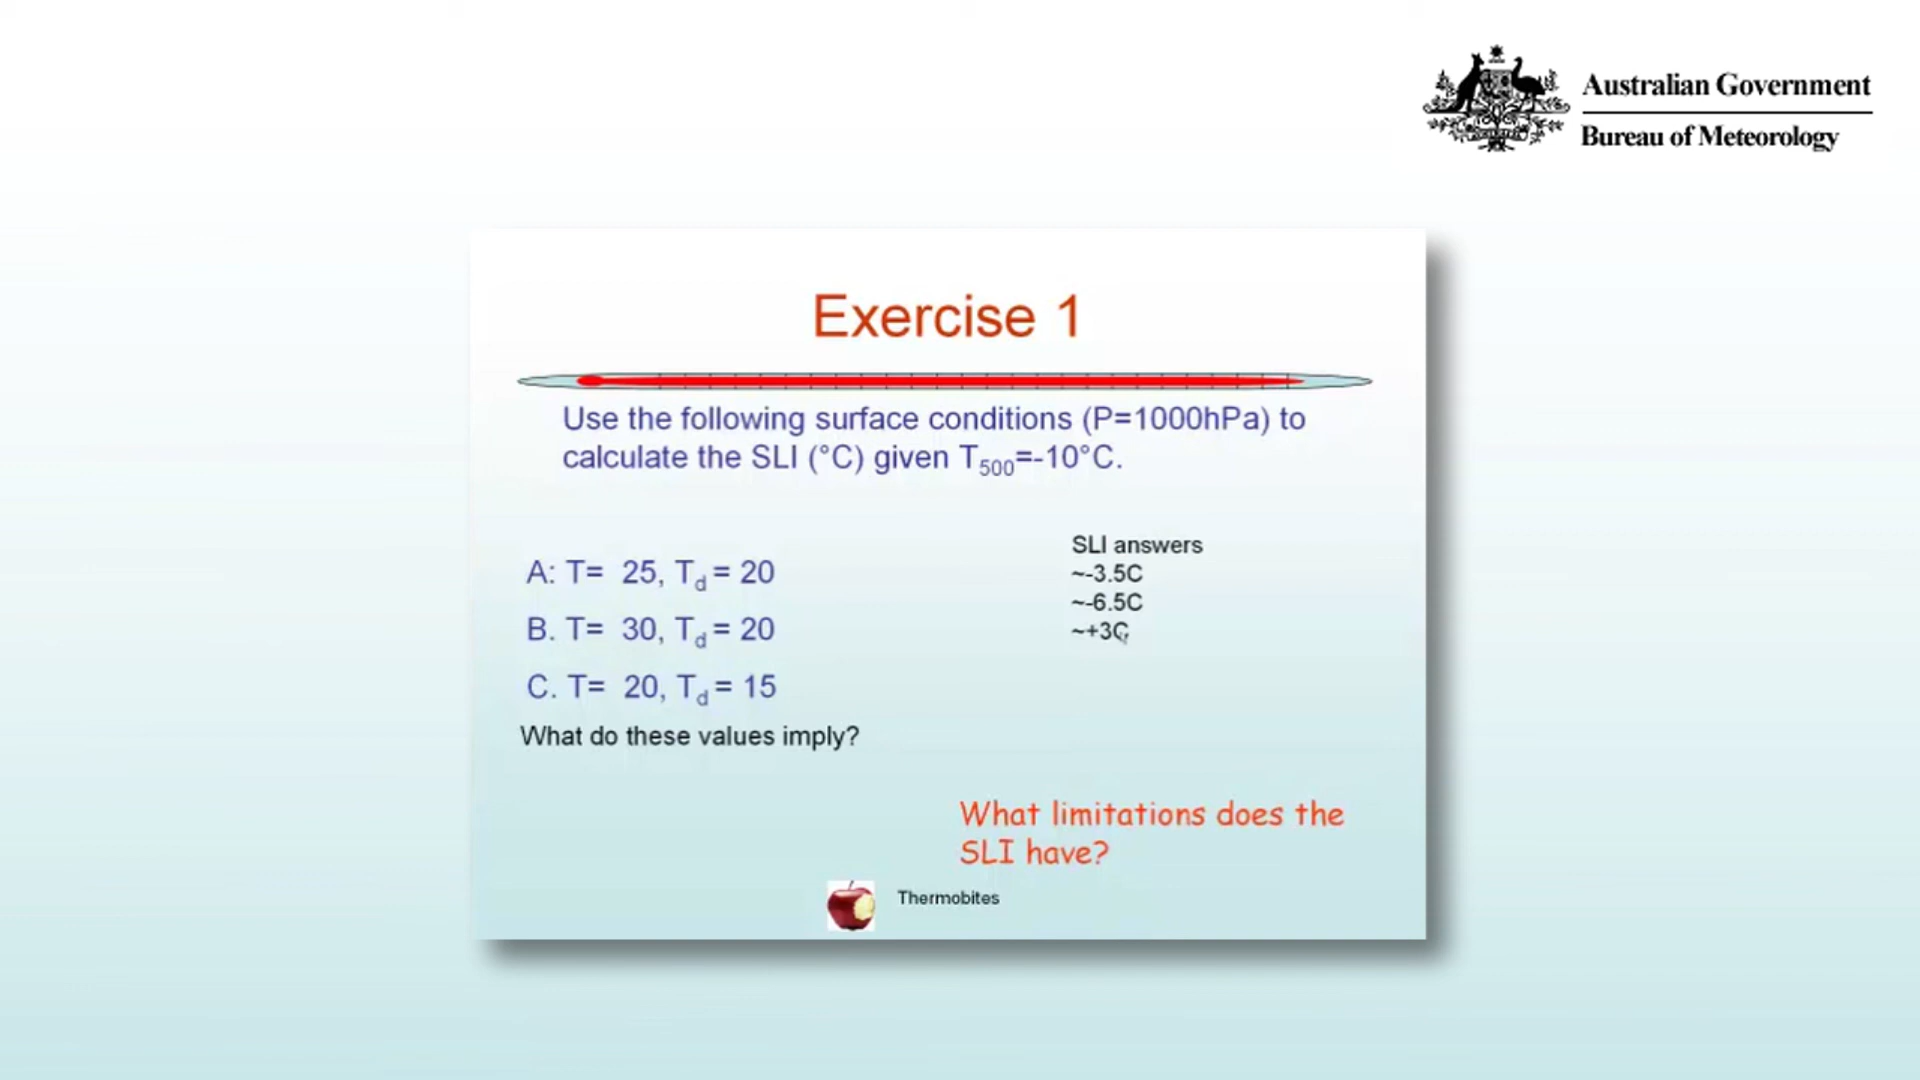 Australian Government
Bureau of Meteorology
Exercise 1
Use the following surface conditions (P=1000hPa) to
calculate the SLI (°C) given T500=-10°C.
SLI answers
A: T= 25, Td = 20
~-3.5C
~-6.5C
B. T= 30, Td = 20
~+3C
C. T= 20, Td = 15
What do these values imply?
What limitations does the
SLI have?
Thermobites